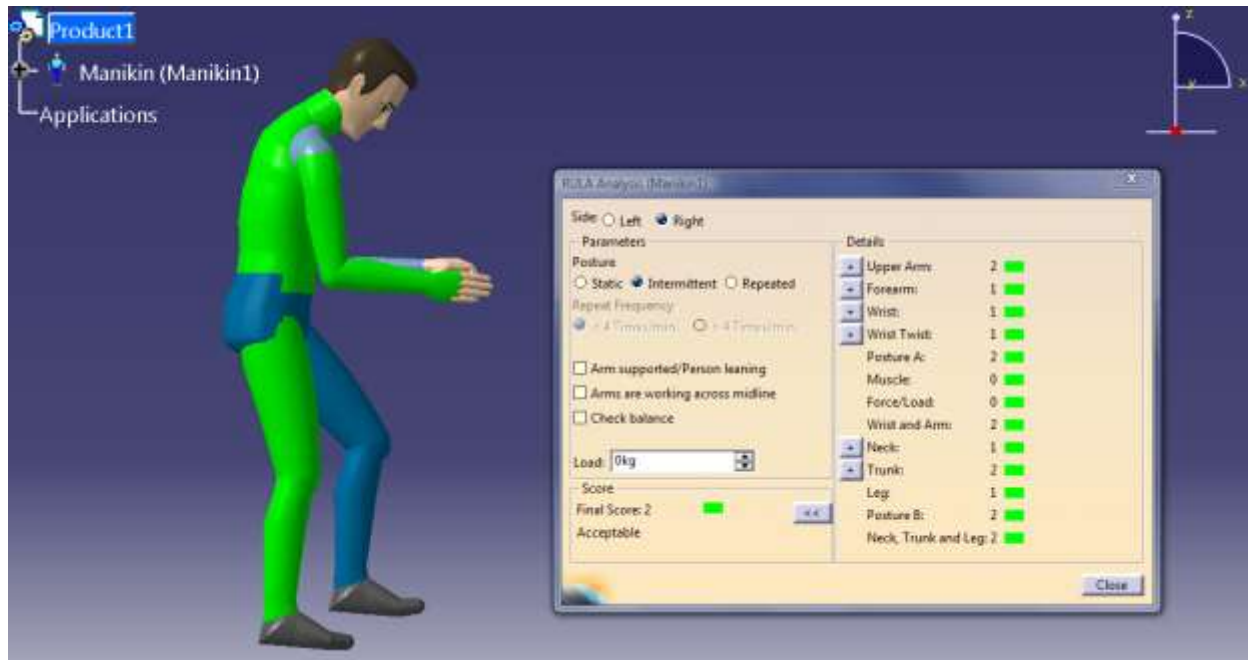 Product1
Manikin (Manikin1)
Applications
z
y
x
RULA Analysis (Manikin1)
x
Side: Left Right
Parameters
Posture
Static Intermittent Repeated
Repeat Frequency
Arm supported/Person leaning
Arms are working across midline
Check balance
Load: 0kg
Score
Final Score: 2
<<
Acceptable
Details
Upper Arm: 2
Forearm: 1
Wrist: 1
Wrist Twist: 1
Posture A: 2
Muscle: 0
Force/Load: 0
Wrist and Arm: 2
Neck: 1
Trunk: 2
Leg: 1
Posture B: 2
Neck, Trunk and Leg: 2
Close